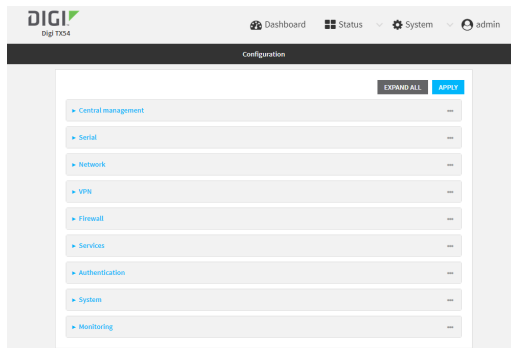 DIGI.
Digi TX54
Dashboard Status System admin
Configuration
EXPAND ALL APPLY
Central management
Serial
Network
VPN
Firewall
Services
Authentication
System
Monitoring